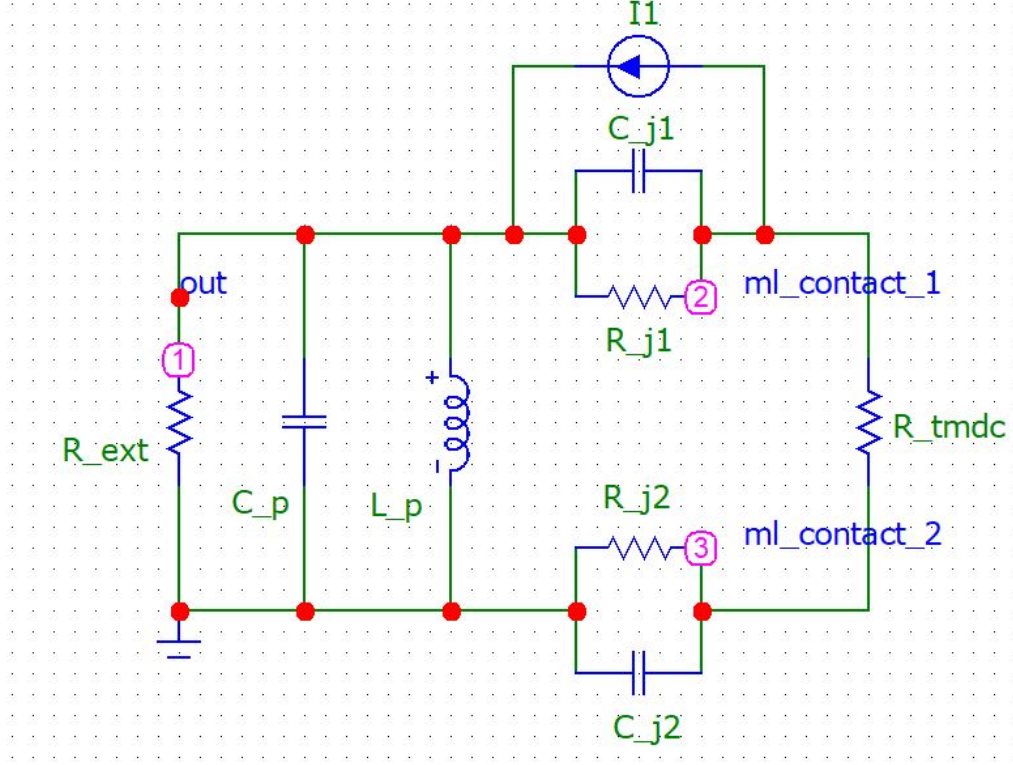 I1
C_j1
out
2
ml_contact_1
R_j1
1
+
R_ext
R_tmdc
-
C_p
L_p
R_j2
3
ml_contact_2
C_j2